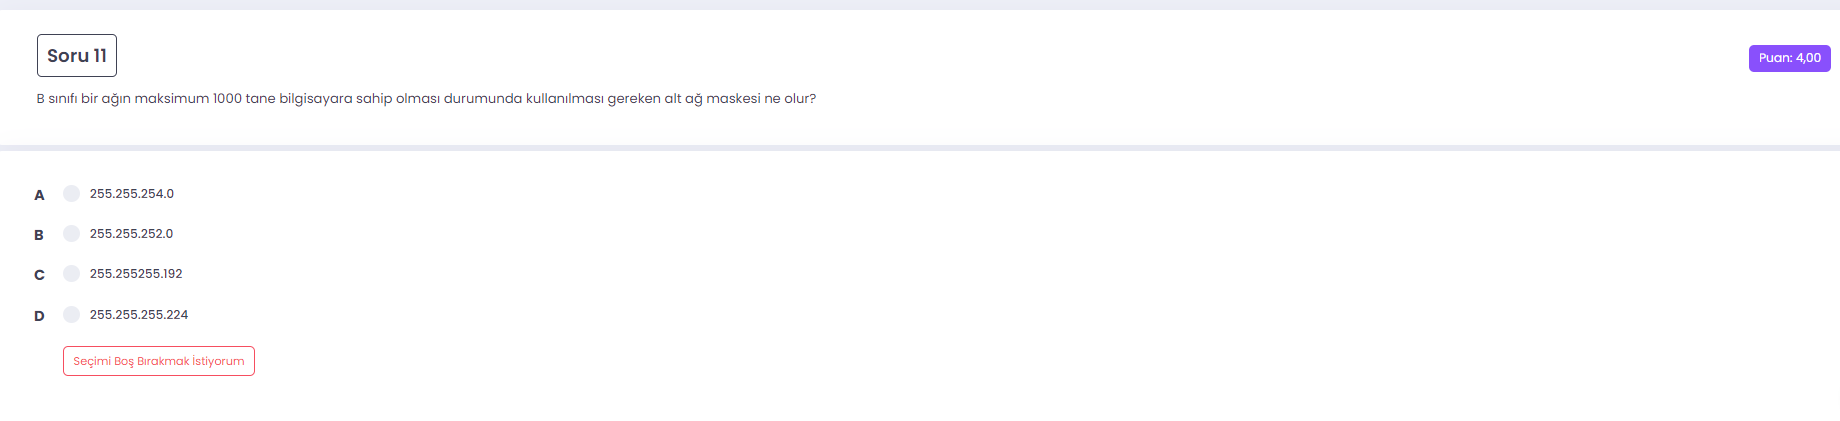 Soru 11
Puan: 4,00
B sınıfı bir ağın maksimum 1000 tane bilgisayara sahip olması durumunda kullanılması gereken alt ağ maskesi ne olur?
A 255.255.254.0
B 255.255.252.0
C 255.255255.192
D 255.255.255.224
Seçimi Boş Bırakmak İstiyorum